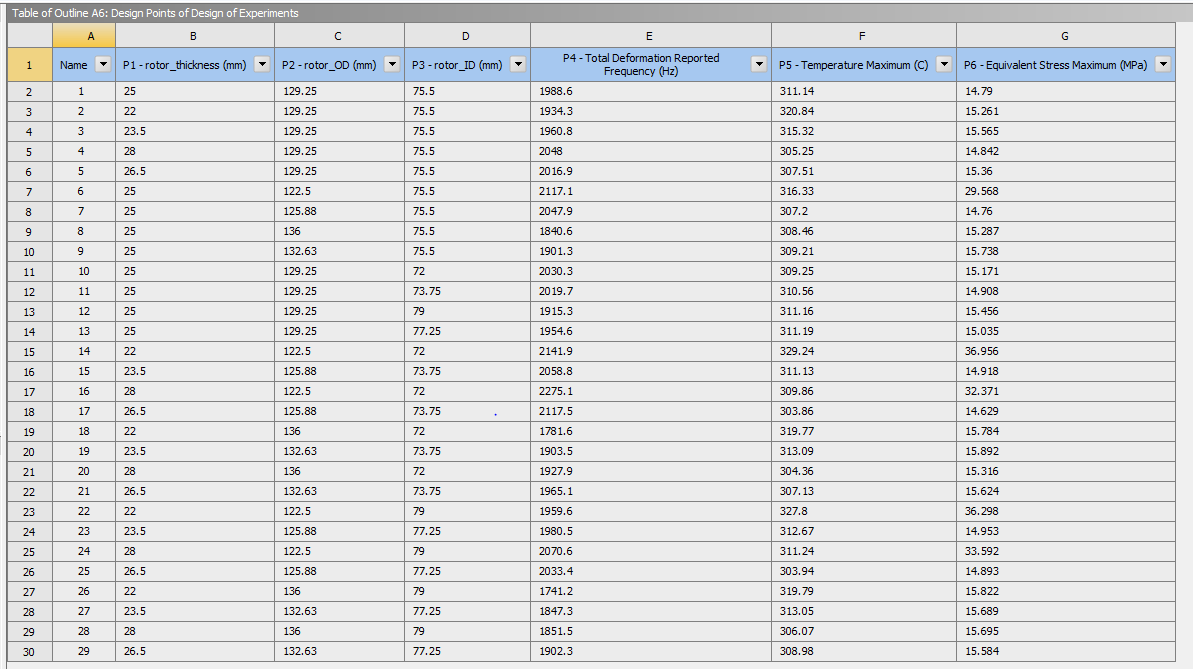 Table of Outline A6: Design Points of Design of Experiments
A B C D E F G
1 Name P1 - rotor_thickness (mm) P2 - rotor_OD (mm) P3 - rotor_ID (mm) P4 - Total Deformation Reported Frequency (Hz) P5 - Temperature Maximum (C) P6 - Equivalent Stress Maximum (MPa)
2 1 25 129.25 75.5 1988.6 311.14 14.79
3 2 22 129.25 75.5 1934.3 320.84 15.261
4 3 23.5 129.25 75.5 1960.8 315.32 15.565
5 4 28 129.25 75.5 2048 305.25 14.842
6 5 26.5 129.25 75.5 2016.9 307.51 15.36
7 6 25 122.5 75.5 2117.1 316.33 29.568
8 7 25 125.88 75.5 2047.9 307.2 14.76
9 8 25 136 75.5 1840.6 308.46 15.287
10 9 25 132.63 75.5 1901.3 309.21 15.738
11 10 25 129.25 72 2030.3 309.25 15.171
12 11 25 129.25 73.75 2019.7 310.56 14.908
13 12 25 129.25 79 1915.3 311.16 15.456
14 13 25 129.25 77.25 1954.6 311.19 15.035
15 14 22 122.5 72 2141.9 329.24 36.956
16 15 23.5 125.88 73.75 2058.8 311.13 14.918
17 16 28 122.5 72 2275.1 309.86 32.371
18 17 26.5 125.88 73.75 2117.5 303.86 14.629
19 18 22 136 72 1781.6 319.77 15.784
20 19 23.5 132.63 73.75 1903.5 313.09 15.892
21 20 28 136 72 1927.9 304.36 15.316
22 21 26.5 132.63 73.75 1965.1 307.13 15.624
23 22 22 122.5 79 1959.6 327.8 36.298
24 23 23.5 125.88 77.25 1980.5 312.67 14.953
25 24 28 122.5 79 2070.6 311.24 33.592
26 25 26.5 125.88 77.25 2033.4 303.94 14.893
27 26 22 136 79 1741.2 319.79 15.822
28 27 23.5 132.63 77.25 1847.3 313.05 15.689
29 28 28 136 79 1851.5 306.07 15.695
30 29 26.5 132.63 77.25 1902.3 308.98 15.584